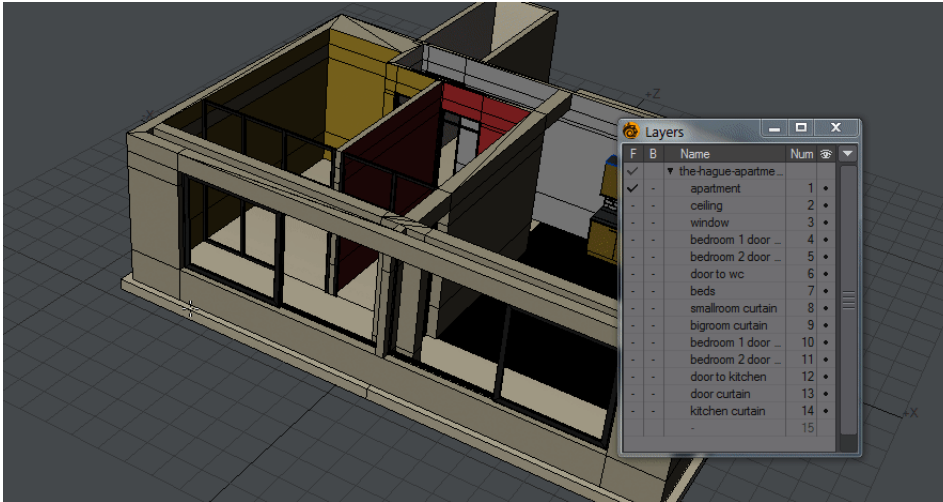 +Z
Layers
F B Name Num
the-hague-apartme...
apartment 1
ceiling 2
window 3
bedroom 1 door ... 4
bedroom 2 door ... 5
door to wc 6
beds 7
smallroom curtain 8
bigroom curtain 9
bedroom 1 door ... 10
bedroom 2 door ... 11
door to kitchen 12
door curtain 13
kitchen curtain 14
- 15
+X